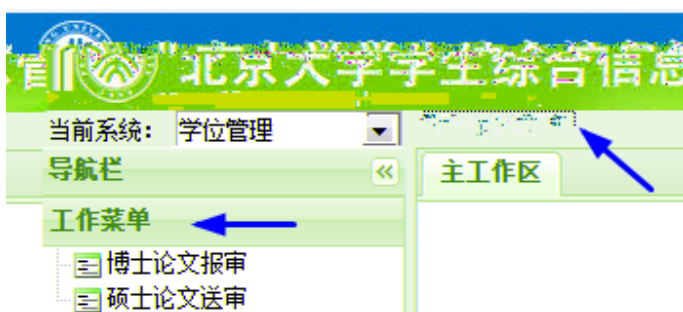 北京大学学生综合信息
当前系统： 学位管理
导航栏 主工作区
工作菜单
博士论文报审
硕士论文送审